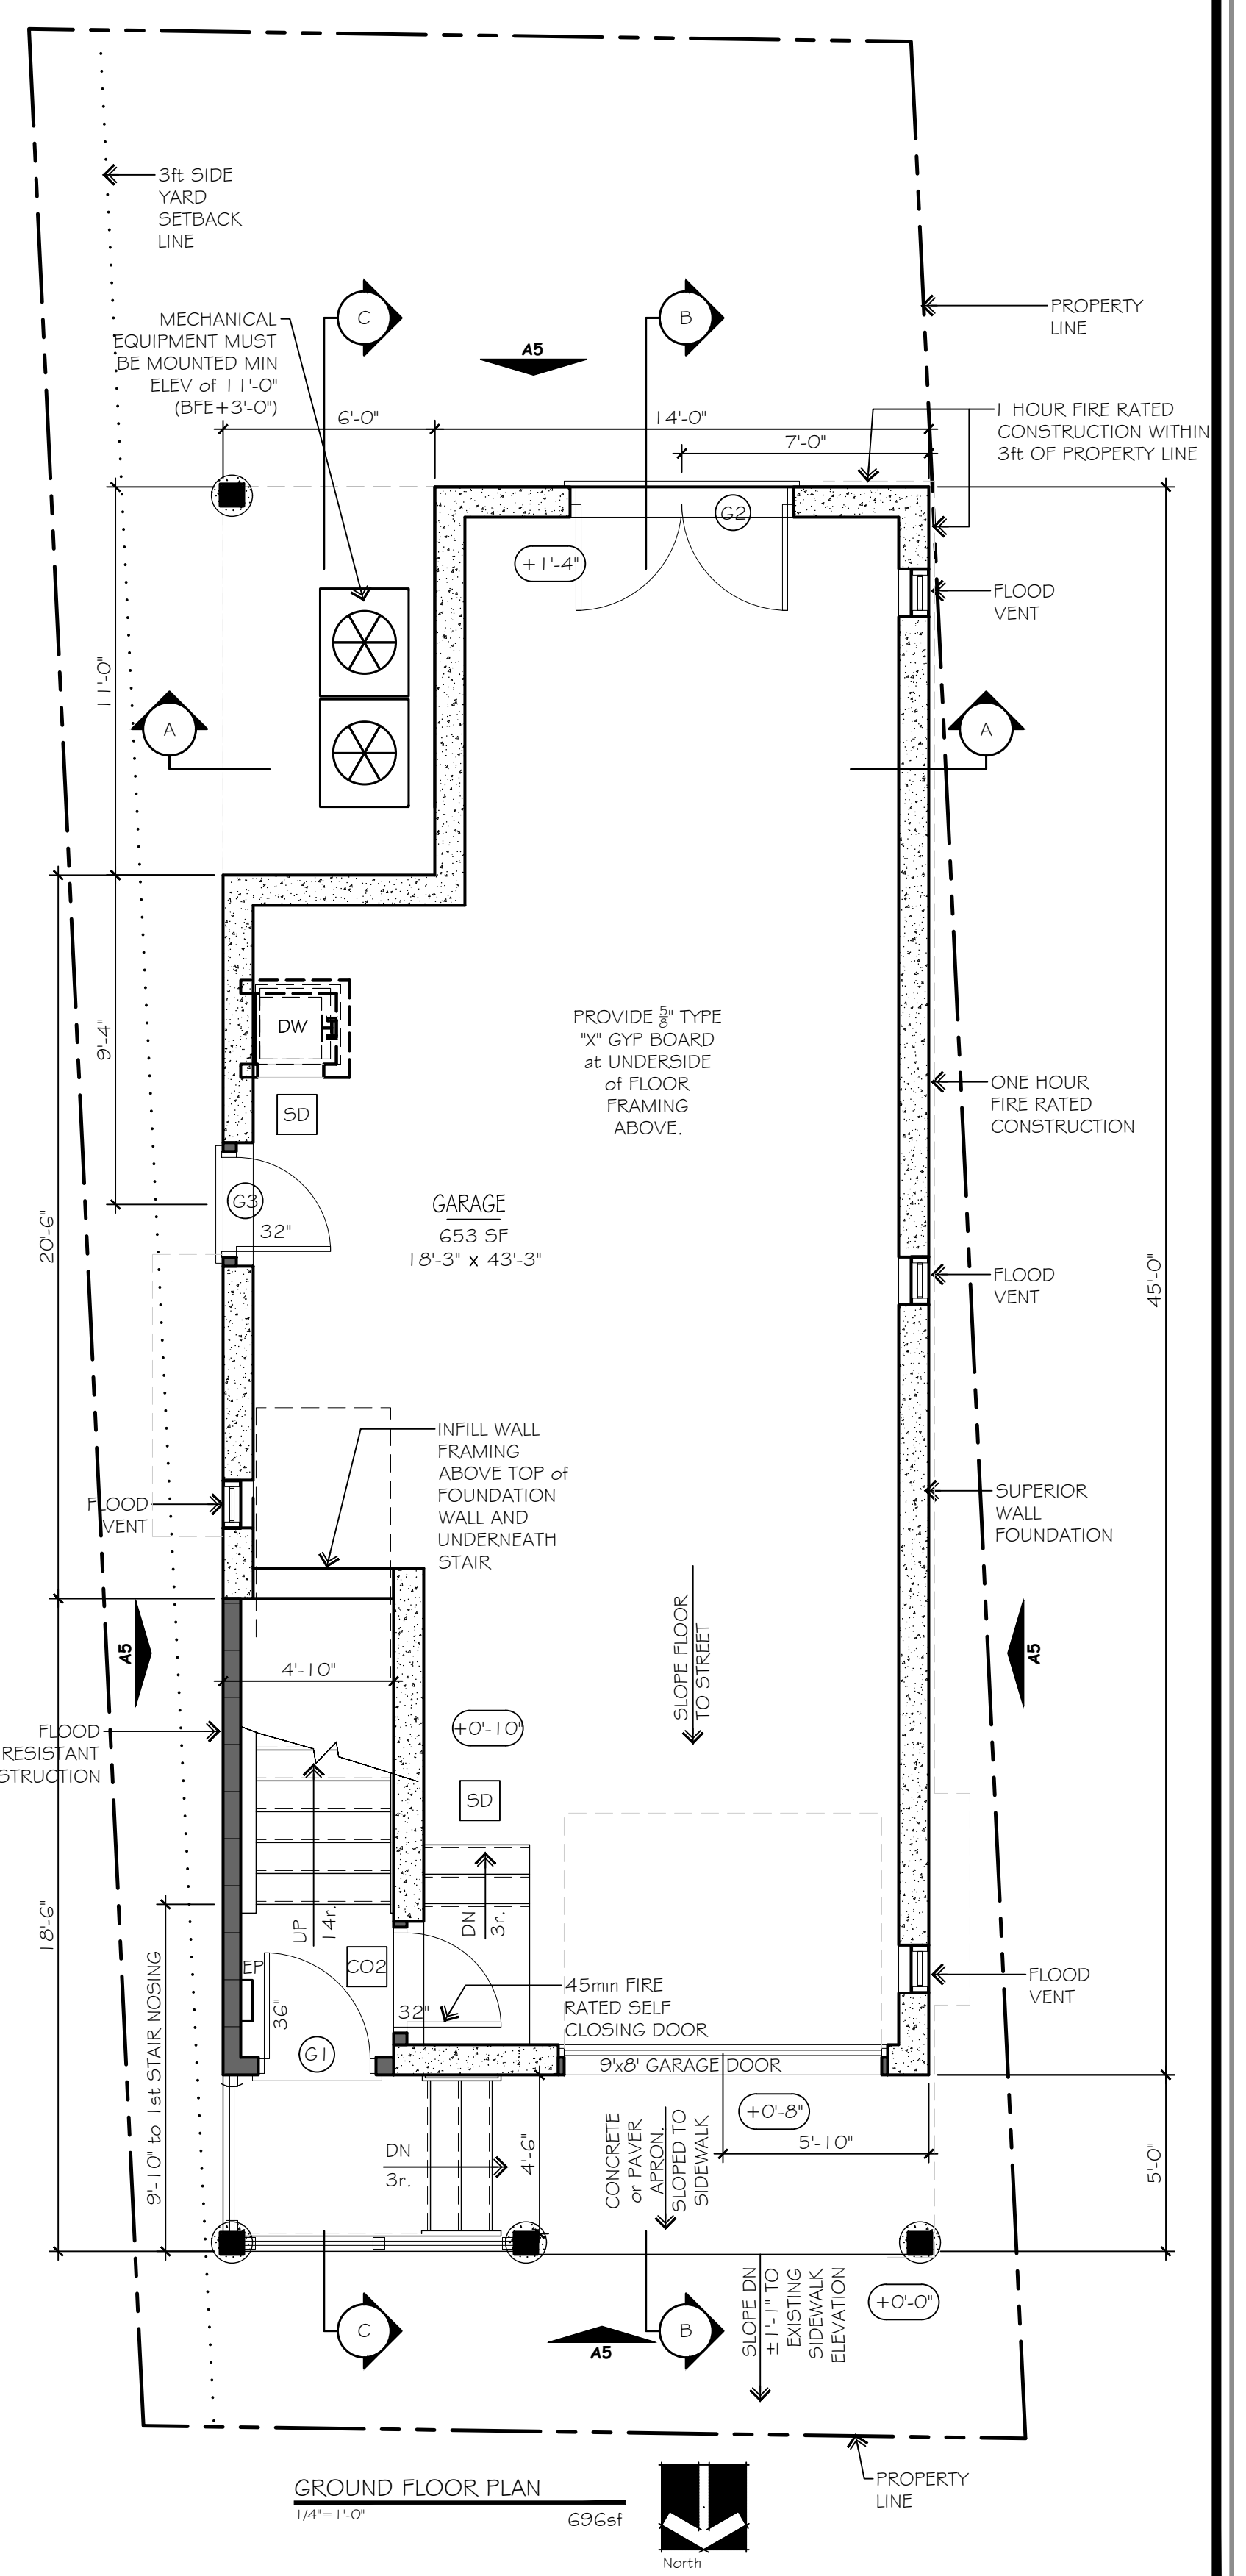 3ft SIDE
YARD
SETBACK
LINE
C
B
A5
PROPERTY
LINE
MECHANICAL
EQUIPMENT MUST
BE MOUNTED MIN
ELEV of 11'-0"
(BFE+3'-0")
6'-0"
14'-0"
7'-0"
1 HOUR FIRE RATED
CONSTRUCTION WITHIN
3ft OF PROPERTY LINE
G2
+1'-4"
FLOOD
VENT
11'-0"
A
A
9'-4"
DW
SD
PROVIDE 5/8" TYPE
"X" GYP BOARD
at UNDERSIDE
of FLOOR
FRAMING
ABOVE.
ONE HOUR
FIRE RATED
CONSTRUCTION
G3
32"
GARAGE
653 SF
18'-3" x 43'-3"
20'-6"
FLOOD
VENT
45'-0"
INFILL WALL
FRAMING
ABOVE TOP of
FOUNDATION
WALL AND
UNDERNEATH
STAIR
FLOOD
VENT
SUPERIOR
WALL
FOUNDATION
SLOPE FLOOR
TO STREET
A5
A5
4'-10"
FLOOD
RESISTANT
STRUCTION
+0'-10"
SD
18'-6"
9'-10" to 1st STAIR NOSING
UP
14r.
DN
3r.
EP
CO2
36"
32"
G1
45min FIRE
RATED SELF
CLOSING DOOR
FLOOD
VENT
9'x8' GARAGE DOOR
+0'-8"
5'-10"
DN
3r.
4'-6"
CONCRETE
or PAVER
APRON,
SLOPED TO
SIDEWALK
5'-0"
SLOPE DN
±1'-1" TO
EXISTING
SIDEWALK
ELEVATION
+0'-0"
C
B
A5
PROPERTY
LINE
GROUND FLOOR PLAN
1/4"=1'-0"
696sf
North